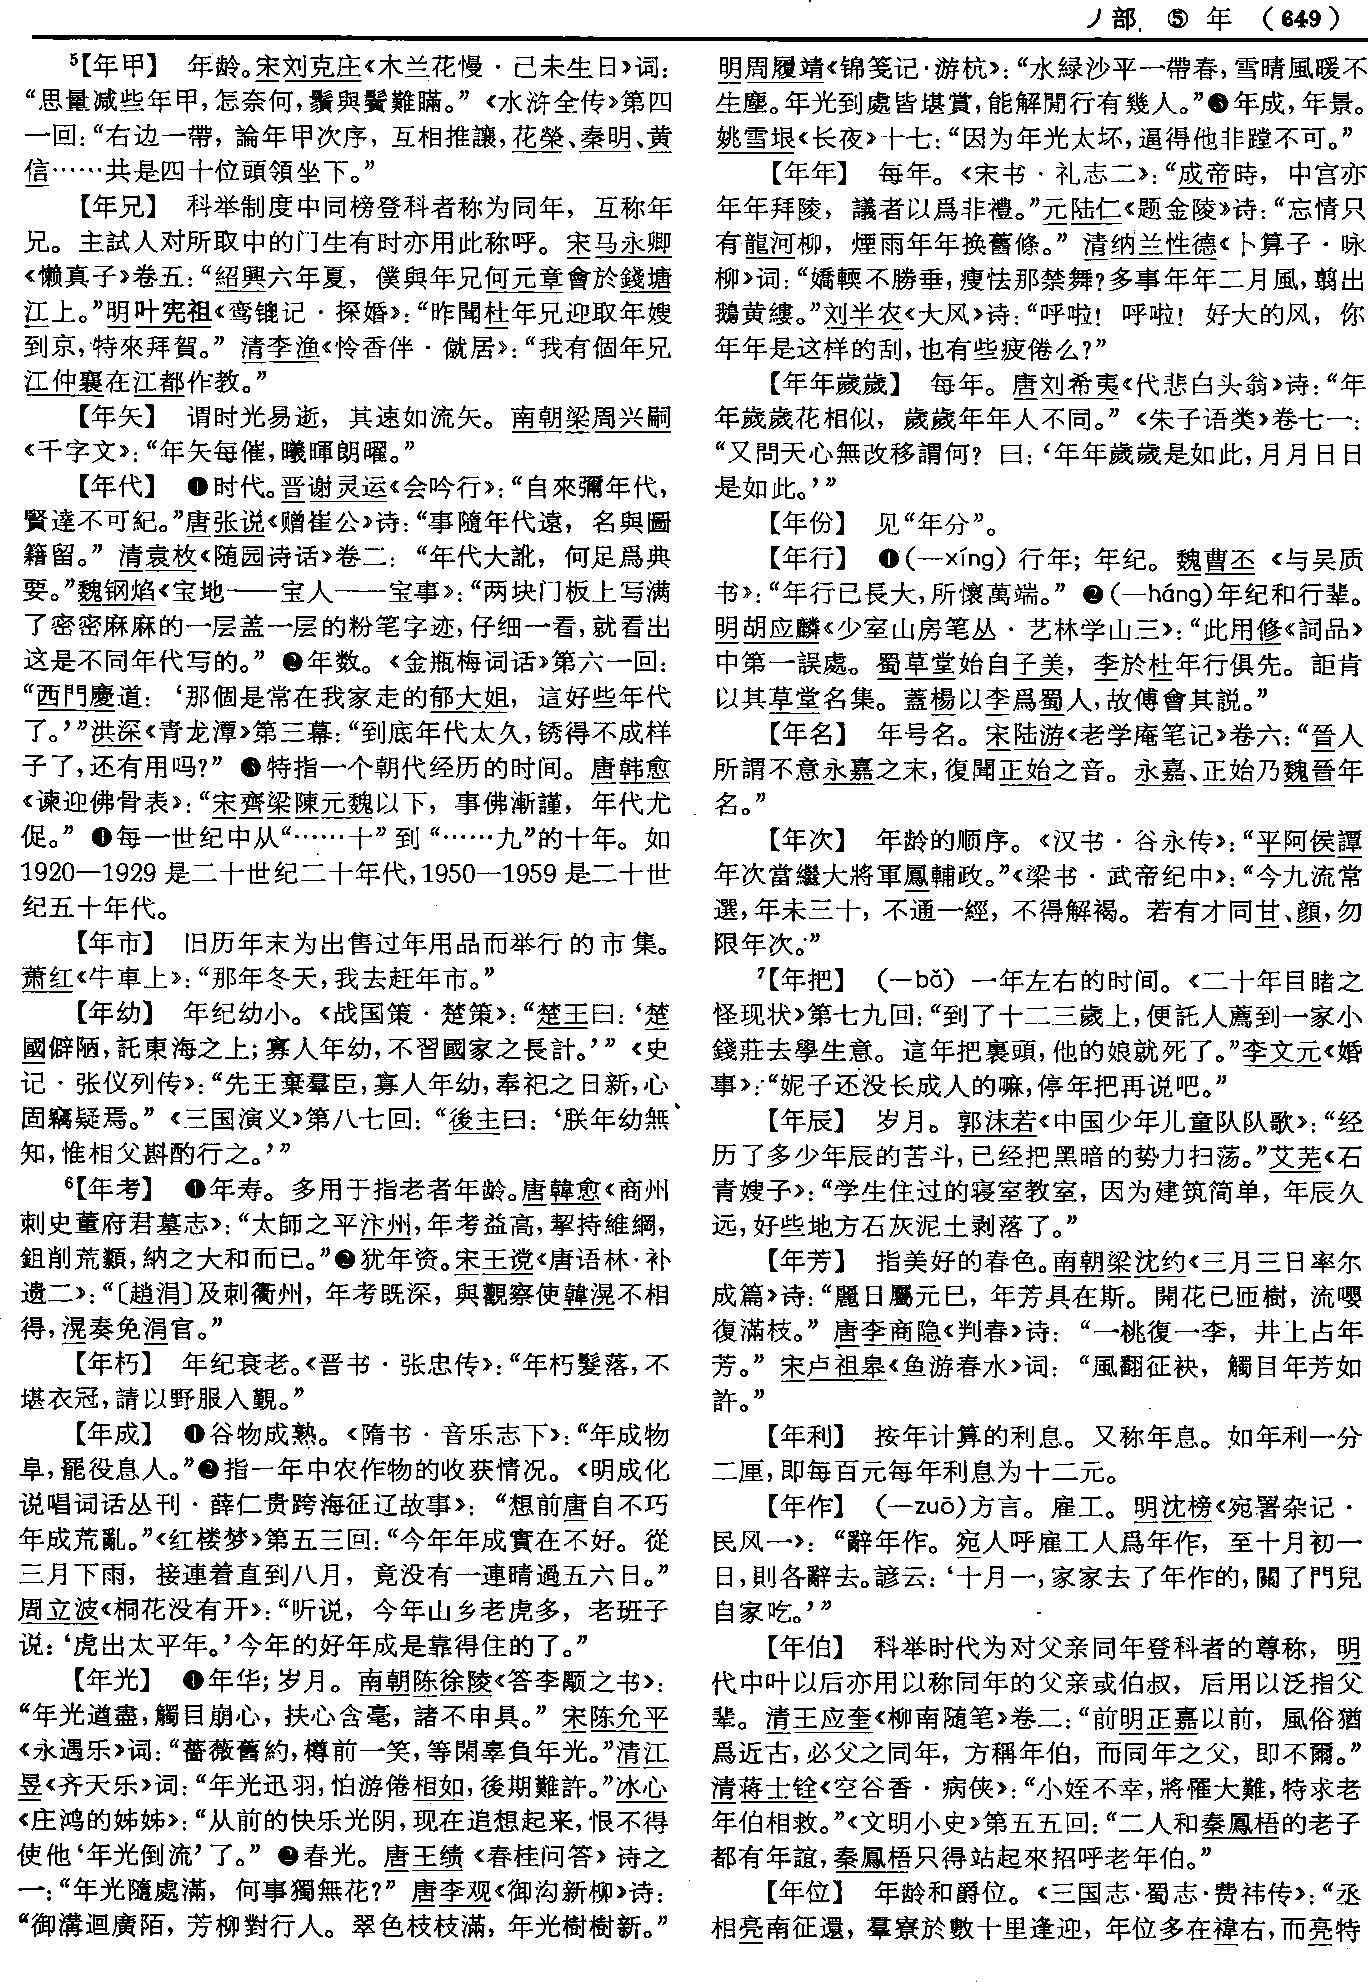 丿部 ⑤ 年 （649）
⁵【年甲】 年龄。宋刘克庄《木兰花慢·己未生日》词：
“思量减些年甲，怎奈何，鬚與鬢難瞞。”《水浒全传》第四
一回：“右边一帶，論年甲次序，互相推讓，花榮、秦明、黄
信……共是四十位頭領坐下。”
【年兄】 科举制度中同榜登科者称为同年，互称年
兄。主試人对所取中的门生有时亦用此称呼。宋马永卿
《懒真子》卷五：“紹興六年夏，僕與年兄何元章會於錢塘
江上。”明叶宪祖《鸾鎞记·探婚》：“昨聞杜年兄迎取年嫂
到京，特來拜賀。”清李渔《怜香伴·僦居》：“我有個年兄
江仲襄在江都作教。”
【年矢】 谓时光易逝，其速如流矢。南朝梁周兴嗣
《千字文》：“年矢每催，曦暉朗曜。”
【年代】 ❶时代。晋谢灵运《会吟行》：“自來彌年代，
賢達不可紀。”唐张说《赠崔公》诗：“事隨年代遠，名與圖
籍留。”清袁枚《随园诗话》卷二：“年代大訛，何足爲典
要。”魏钢焰《宝地——宝人——宝事》：“两块门板上写满
了密密麻麻的一层盖一层的粉笔字迹，仔细一看，就看出
这是不同年代写的。”❷年数。《金瓶梅词话》第六一回：
“西門慶道：‘那個是常在我家走的郁大姐，這好些年代
了。’”洪深《青龙潭》第三幕：“到底年代太久，锈得不成样
子了，还有用吗？”❸特指一个朝代经历的时间。唐韩愈
《谏迎佛骨表》：“宋齊梁陳元魏以下，事佛漸謹，年代尤
促。”❹每一世纪中从“……十”到“……九”的十年。如
1920—1929是二十世纪二十年代，1950—1959是二十世
纪五十年代。
【年市】 旧历年末为出售过年用品而举行的市集。
萧红《牛車上》：“那年冬天，我去赶年市。”
【年幼】 年纪幼小。《战国策·楚策》：“楚王曰：‘楚
國僻陋，託東海之上；寡人年幼，不習國家之長計。’”《史
记·张仪列传》：“先王棄羣臣，寡人年幼，奉祀之日新，心
固竊疑焉。”《三国演义》第八七回：“後主曰：‘朕年幼無
知，惟相父斟酌行之。’”
⁶【年考】 ❶年寿。多用于指老者年龄。唐韓愈《商州
刺史董府君墓志》：“太師之平汴州，年考益高，挈持維綱，
鉏削荒纇，納之大和而已。”❷犹年资。宋王谠《唐语林·补
遗二》：“〔趙涓〕及刺衢州，年考既深，與觀察使韓滉不相
得，滉奏免涓官。”
【年朽】 年纪衰老。《晋书·张忠传》：“年朽髮落，不
堪衣冠，請以野服入覲。”
【年成】 ❶谷物成熟。《隋书·音乐志下》：“年成物
阜，罷役息人。”❷指一年中农作物的收获情况。《明成化
说唱词话丛刊·薛仁贵跨海征辽故事》：“想前唐自不巧
年成荒亂。”《红楼梦》第五三回：“今年年成實在不好。從
三月下雨，接連着直到八月，竟没有一連晴過五六日。”
周立波《桐花没有开》：“听说，今年山乡老虎多，老班子
说：‘虎出太平年。’今年的好年成是靠得住的了。”
【年光】 ❶年华；岁月。南朝陈徐陵《答李颙之书》：
“年光遒盡，觸目崩心，扶心含毫，諸不申具。”宋陈允平
《永遇乐》词：“薔薇舊約，樽前一笑，等閑辜負年光。”清江
昱《齐天乐》词：“年光迅羽，怕游倦相如，後期難許。”冰心
《庄鸿的姊姊》：“从前的快乐光阴，现在追想起来，恨不得
使他‘年光倒流’了。”❷春光。唐王绩《春桂问答》诗之
一：“年光隨處滿，何事獨無花？”唐李观《御沟新柳》诗：
“御溝迴廣陌，芳柳對行人。翠色枝枝滿，年光樹樹新。”
明周履靖《锦笺记·游杭》：“水緑沙平一帶春，雪晴風暖不
生塵。年光到處皆堪賞，能解閒行有幾人。”❸年成，年景。
姚雪垠《长夜》十七：“因为年光太坏，逼得他非蹚不可。”
【年年】 每年。《宋书·礼志二》：“成帝時，中宫亦
年年拜陵，議者以爲非禮。”元陆仁《题金陵》诗：“忘情只
有龍河柳，煙雨年年换舊條。”清纳兰性德《卜算子·咏
柳》词：“嬌輭不勝垂，瘦怯那禁舞？多事年年二月風，翦出
鵝黄縷。”刘半农《大风》诗：“呼啦！呼啦！好大的风，你
年年是这样的刮，也有些疲倦么？”
【年年歲歲】 每年。唐刘希夷《代悲白头翁》诗：“年
年歲歲花相似，歲歲年年人不同。”《朱子语类》卷七一：
“又問天心無改移謂何？曰：‘年年歲歲是如此，月月日日
是如此。’”
【年份】 见“年分”。
【年行】 ❶(—xíng) 行年；年纪。魏曹丕《与吴质
书》：“年行已長大，所懷萬端。”❷(—háng)年纪和行辈。
明胡应麟《少室山房笔丛·艺林学山三》：“此用修《詞品》
中第一誤處。蜀草堂始自子美，李於杜年行俱先。詎肯
以其草堂名集。蓋楊以李爲蜀人，故傅會其説。”
【年名】 年号名。宋陆游《老学庵笔记》卷六：“晉人
所謂不意永嘉之末，復聞正始之音。永嘉、正始乃魏晉年
名。”
【年次】 年龄的顺序。《汉书·谷永传》：“平阿侯譚
年次當繼大將軍鳳輔政。”《梁书·武帝纪中》：“今九流常
選，年未三十，不通一經，不得解褐。若有才同甘、顔，勿
限年次。”
⁷【年把】 (—bǎ) 一年左右的时间。《二十年目睹之
怪现状》第七九回：“到了十二三歲上，便託人薦到一家小
錢莊去學生意。這年把裏頭，他的娘就死了。”李文元《婚
事》：“妮子还没长成人的嘛，停年把再说吧。”
【年辰】 岁月。郭沫若《中国少年儿童队队歌》：“经
历了多少年辰的苦斗，已经把黑暗的势力扫荡。”艾芜《石
青嫂子》：“学生住过的寝室教室，因为建筑简单，年辰久
远，好些地方石灰泥土剥落了。”
【年芳】 指美好的春色。南朝梁沈约《三月三日率尔
成篇》诗：“麗日屬元巳，年芳具在斯。開花已匝樹，流嚶
復滿枝。”唐李商隐《判春》诗：“一桃復一李，井上占年
芳。”宋卢祖皋《鱼游春水》词：“風翻征袂，觸目年芳如
許。”
【年利】 按年计算的利息。又称年息。如年利一分
二厘，即每百元每年利息为十二元。
【年作】 (—zuō)方言。雇工。明沈榜《宛署杂记·
民风一》：“辭年作。宛人呼雇工人爲年作，至十月初一
日，則各辭去。諺云：‘十月一，家家去了年作的，關了門兒
自家吃。’”
【年伯】 科举时代为对父亲同年登科者的尊称，明
代中叶以后亦用以称同年的父亲或伯叔，后用以泛指父
辈。清王应奎《柳南随笔》卷二：“前明正嘉以前，風俗猶
爲近古，必父之同年，方稱年伯，而同年之父，即不爾。”
清蒋士铨《空谷香·病侠》：“小姪不幸，將罹大難，特求老
年伯相救。”《文明小史》第五五回：“二人和秦鳳梧的老子
都有年誼，秦鳳梧只得站起來招呼老年伯。”
【年位】 年龄和爵位。《三国志·蜀志·费祎传》：“丞
相亮南征還，羣寮於數十里逢迎，年位多在禕右，而亮特